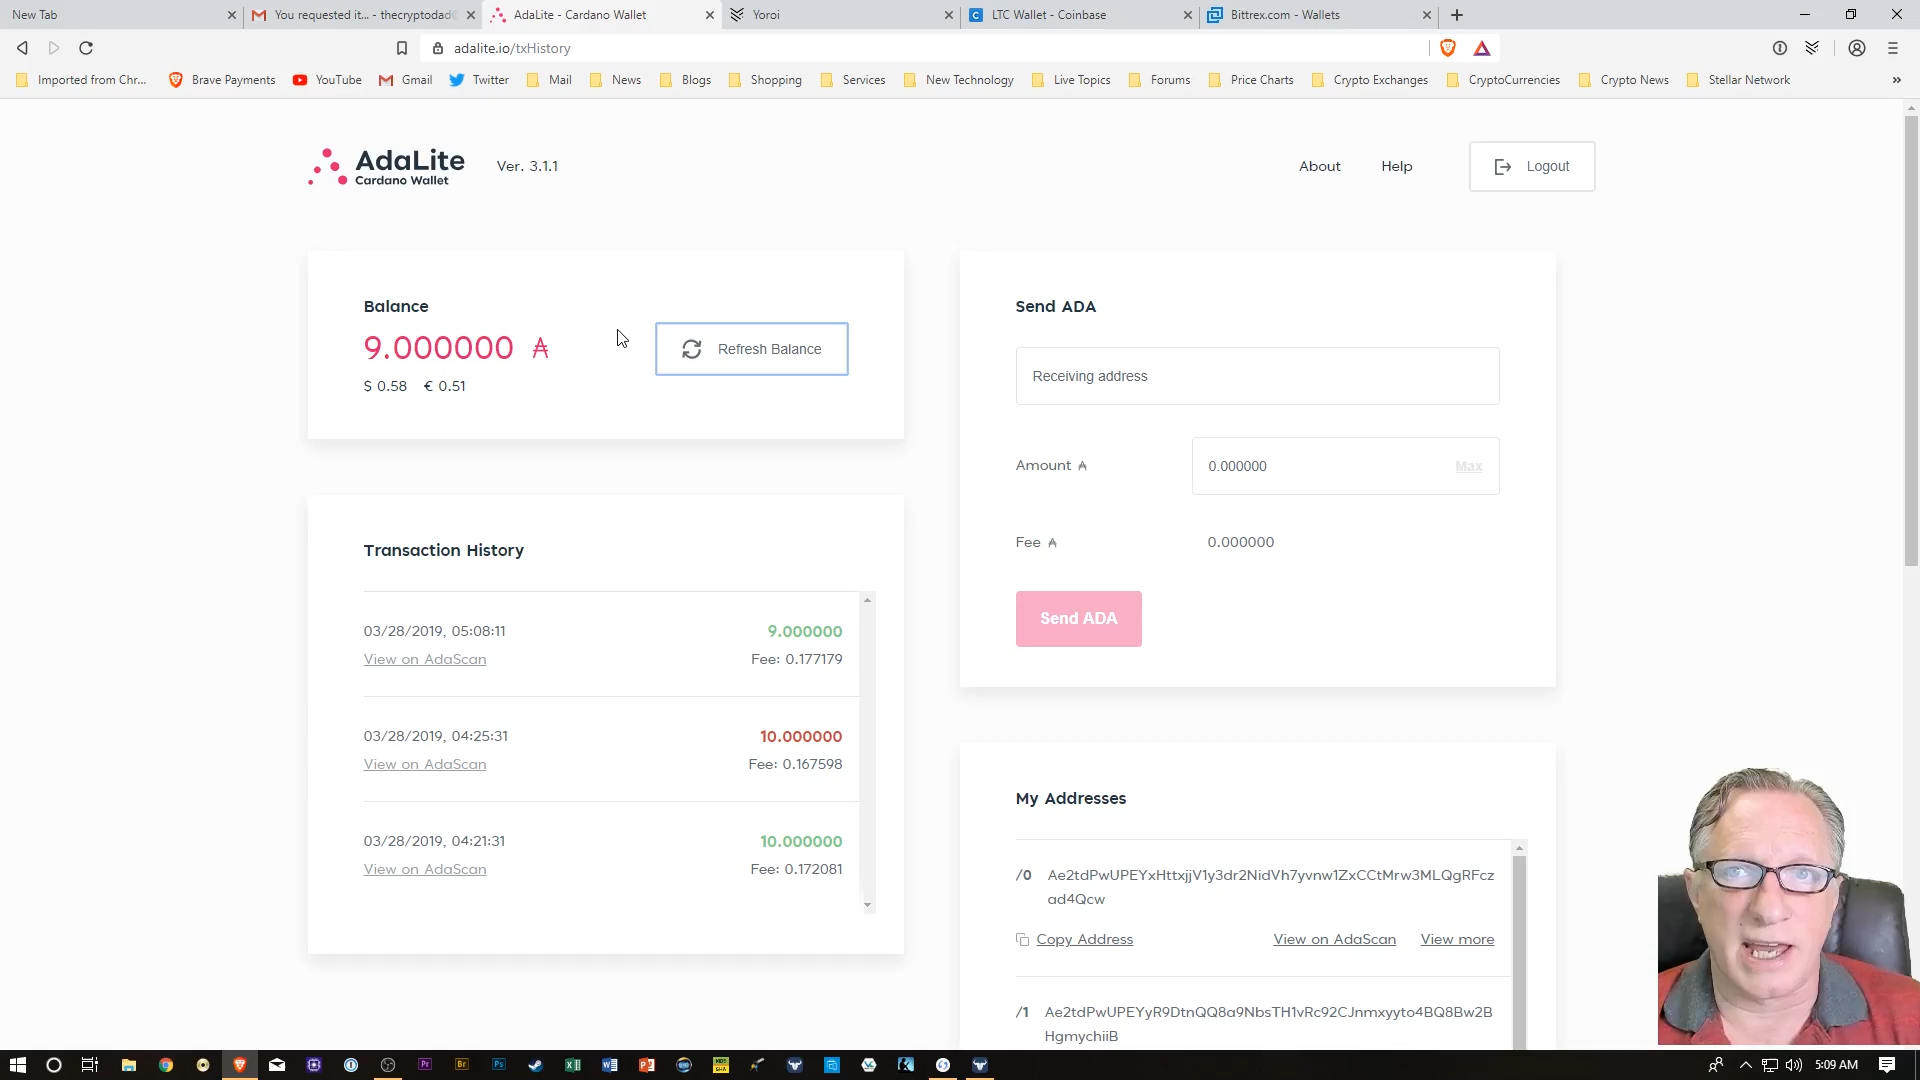 New Tab
You requested it... - thecryptodad
AdaLite - Cardano Wallet
Yoroi
LTC Wallet - Coinbase
Bittrex.com - Wallets
adalite.io/txHistory
Imported from Chr...
Brave Payments
YouTube
Gmail
Twitter
Mail
News
Blogs
Shopping
Services
New Technology
Live Topics
Forums
Price Charts
Crypto Exchanges
CryptoCurrencies
Crypto News
Stellar Network
»
AdaLite
Cardano Wallet
Ver. 3.1.1
About
Help
Logout
Balance
9.000000 ₳
$ 0.58 € 0.51
Refresh Balance
Transaction History
03/28/2019, 05:08:11 9.000000
View on AdaScan Fee: 0.177179
03/28/2019, 04:25:31 10.000000
View on AdaScan Fee: 0.167598
03/28/2019, 04:21:31 10.000000
View on AdaScan Fee: 0.172081
Send ADA
Receiving address
Amount ₳ 0.000000 Max
Fee ₳ 0.000000
Send ADA
My Addresses
/0 Ae2tdPwUPEYxHttxjjV1y3dr2NidVh7yvnw1ZxCCtMrw3MLQgRFcz
ad4Qcw
Copy Address View on AdaScan View more
/1 Ae2tdPwUPEYyR9DtnQQ8a9NbsTH1vRc92CJnmxyyto4BQ8Bw2B
HgmychiiB
5:09 AM